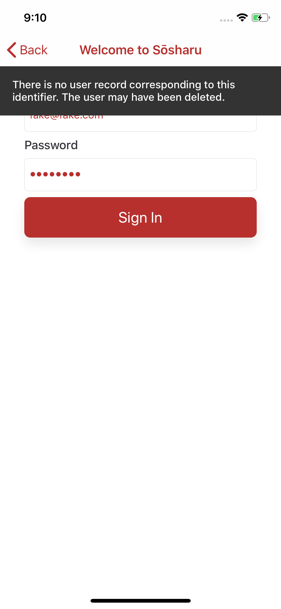 9:10
Back
Welcome to Sōsharu
There is no user record corresponding to this
identifier. The user may have been deleted.
fake@fake.com
Password
Sign In